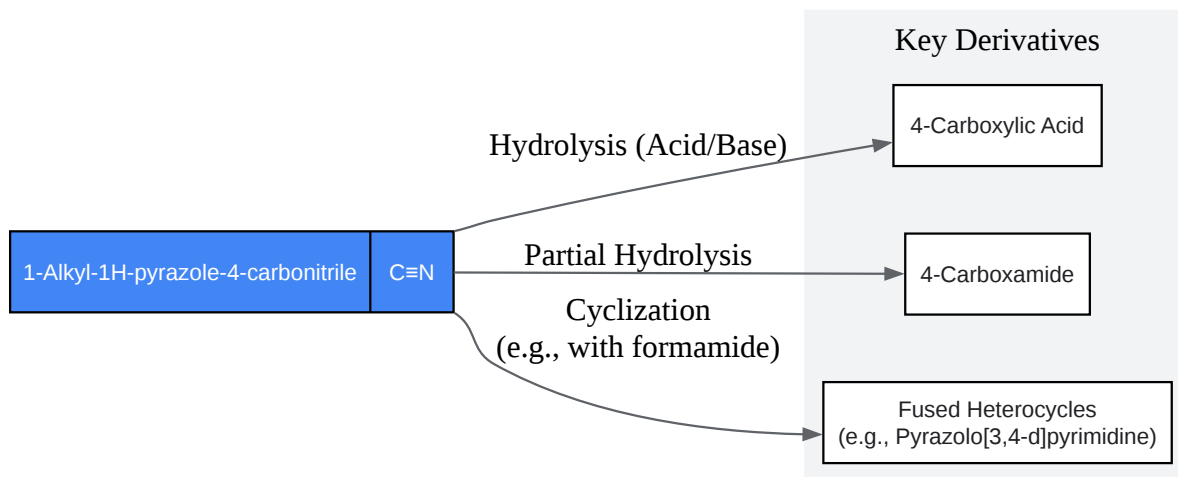 Key Derivatives
4-Carboxylic Acid
Hydrolysis (Acid/Base)
1-Alkyl-1H-pyrazole-4-carbonitrile
C≡N
Partial Hydrolysis
4-Carboxamide
Cyclization
(e.g., with formamide)
Fused Heterocycles
(e.g., Pyrazolo[3,4-d]pyrimidine)